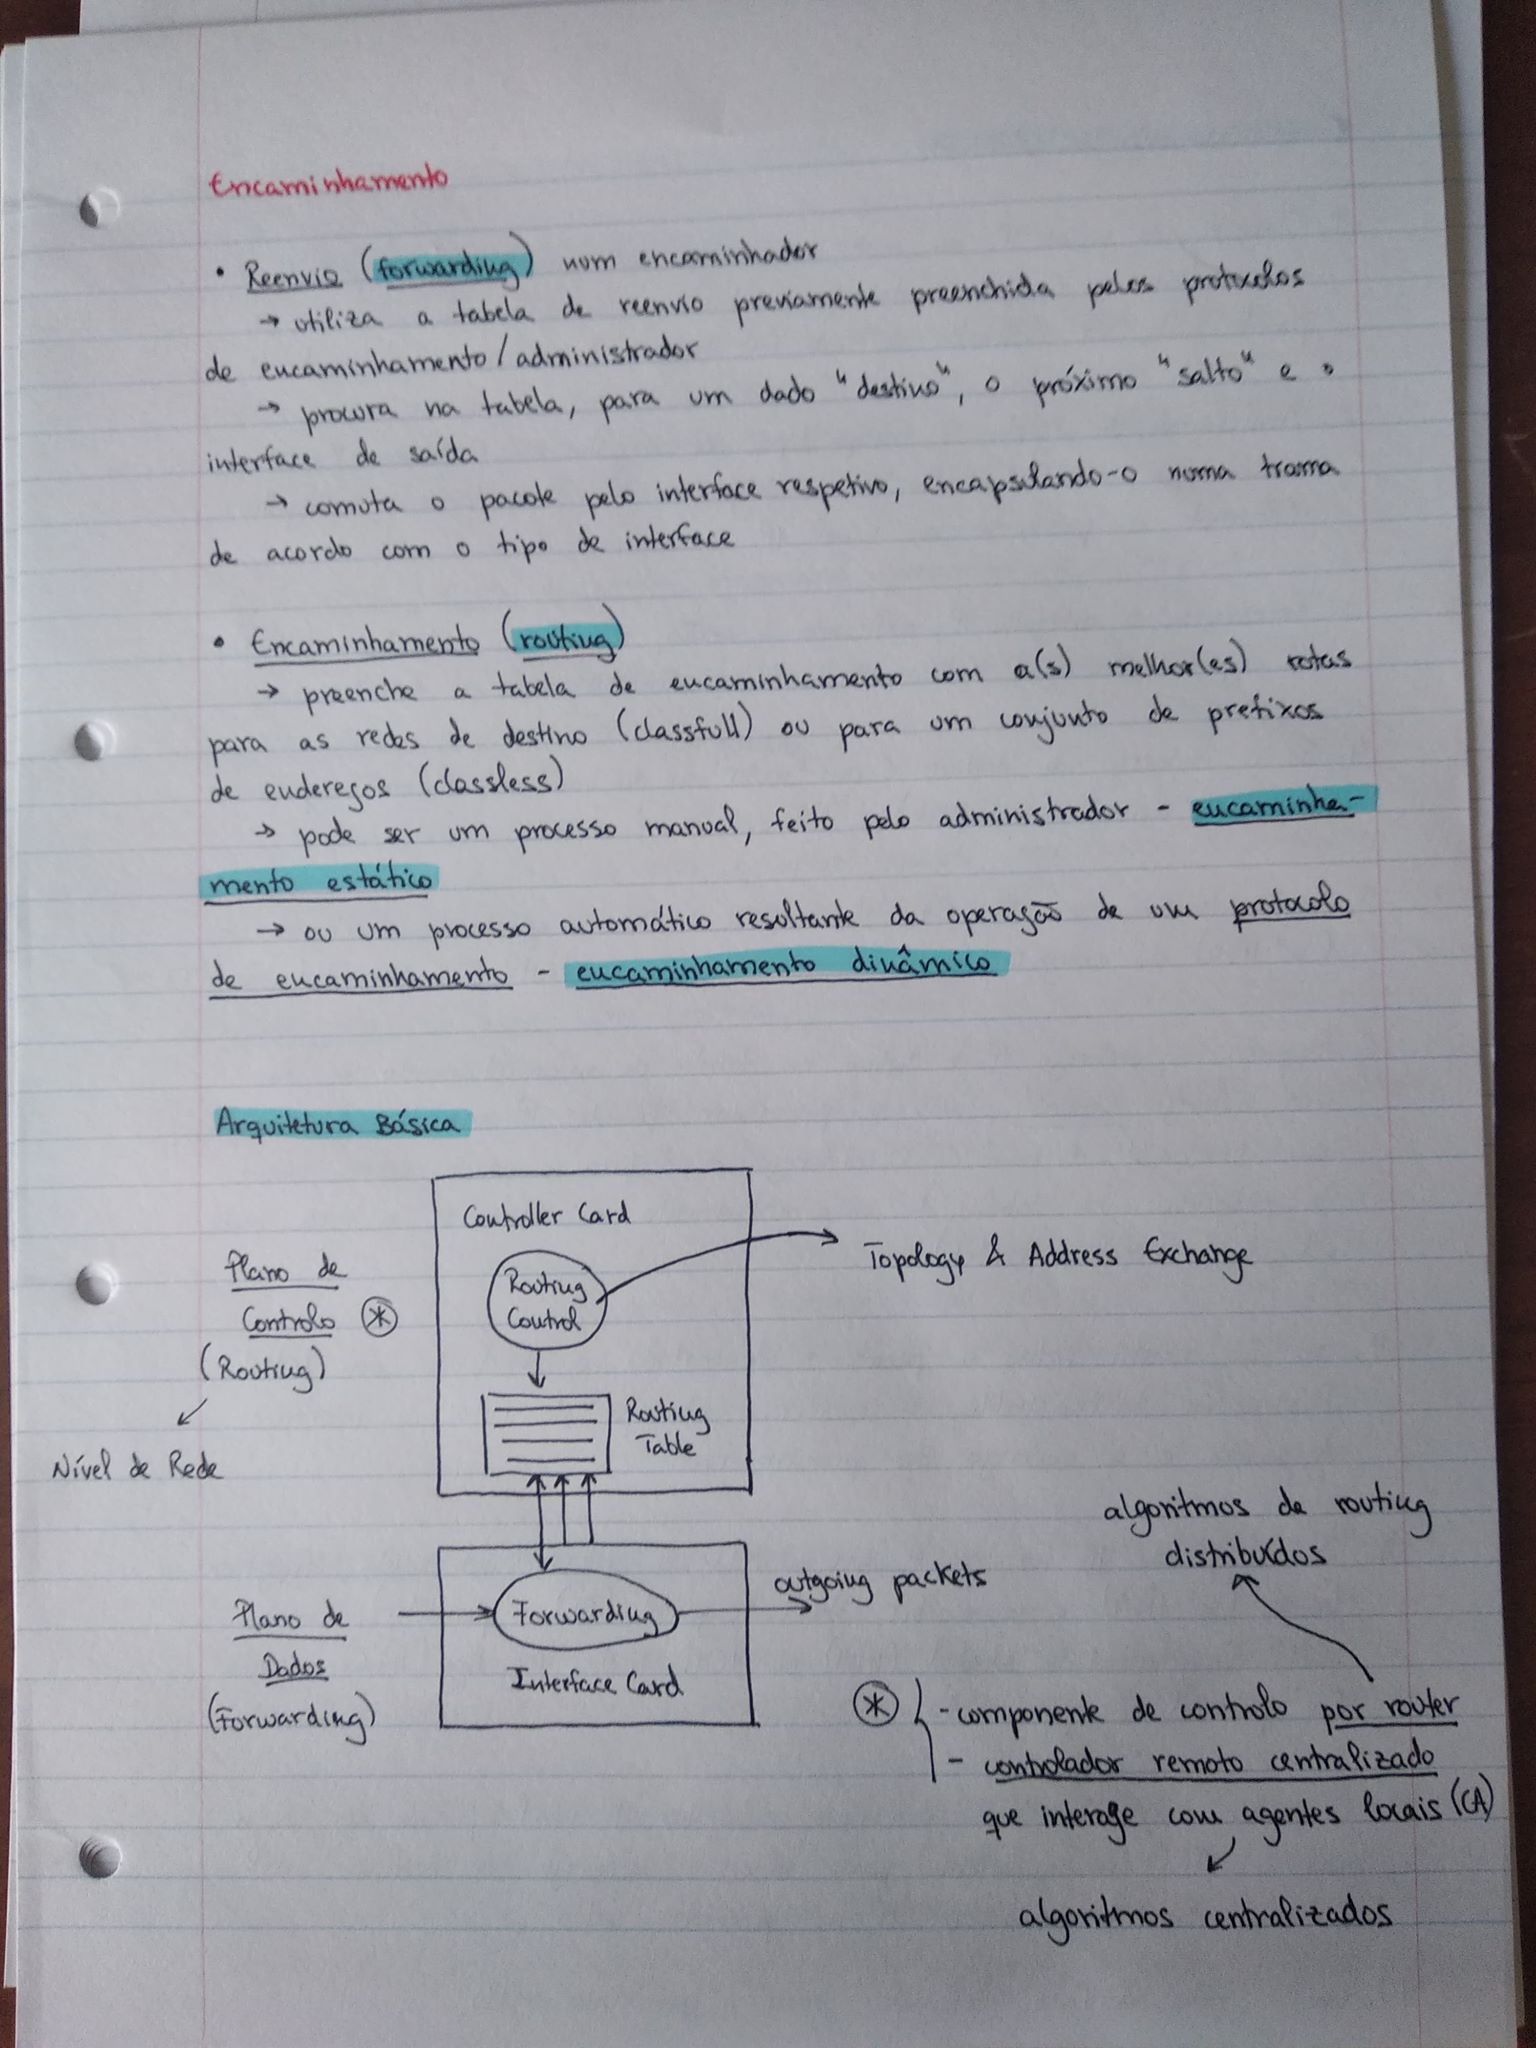 Encaminhamento
• Reenvio (forwarding) num encaminhador
→ utiliza a tabela de reenvio previamente preenchida pelos protocolos
de encaminhamento/administrador
→ procura na tabela, para um dado "destino", o próximo "salto" e o
interface de saída
→ comuta o pacote pelo interface respetivo, encapsulando-o numa trama
de acordo com o tipo de interface
• Encaminhamento (routing)
→ preenche a tabela de encaminhamento com a(s) melhor(es) rotas
para as redes de destino (classfull) ou para um conjunto de prefixos
de endereços (classless)
→ pode ser um processo manual, feito pelo administrador - encaminha-
mento estático
→ ou um processo automático resultante da operação de um protocolo
de encaminhamento - encaminhamento dinâmico
Arquitetura Básica
Controller Card
Routing
Control
Topology & Address Exchange
Plano de
Controlo *
(Routing)
Nível de Rede
Routing
Table
algoritmos de routing
distribuídos
outgoing packets
Forwarding
Interface Card
Plano de
Dados
(Forwarding)
* - componente de controlo por router
- controlador remoto centralizado
que interage com agentes locais (CA)
algoritmos centralizados